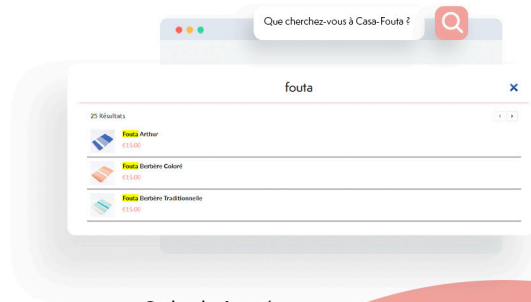 Que cherchez-vous à Casa-Fouta ?
fouta
25 Résultats
Fouta Arthur
€15.00
Fouta Berbère Coloré
€15.00
Fouta Berbère Traditionnelle
€15.00